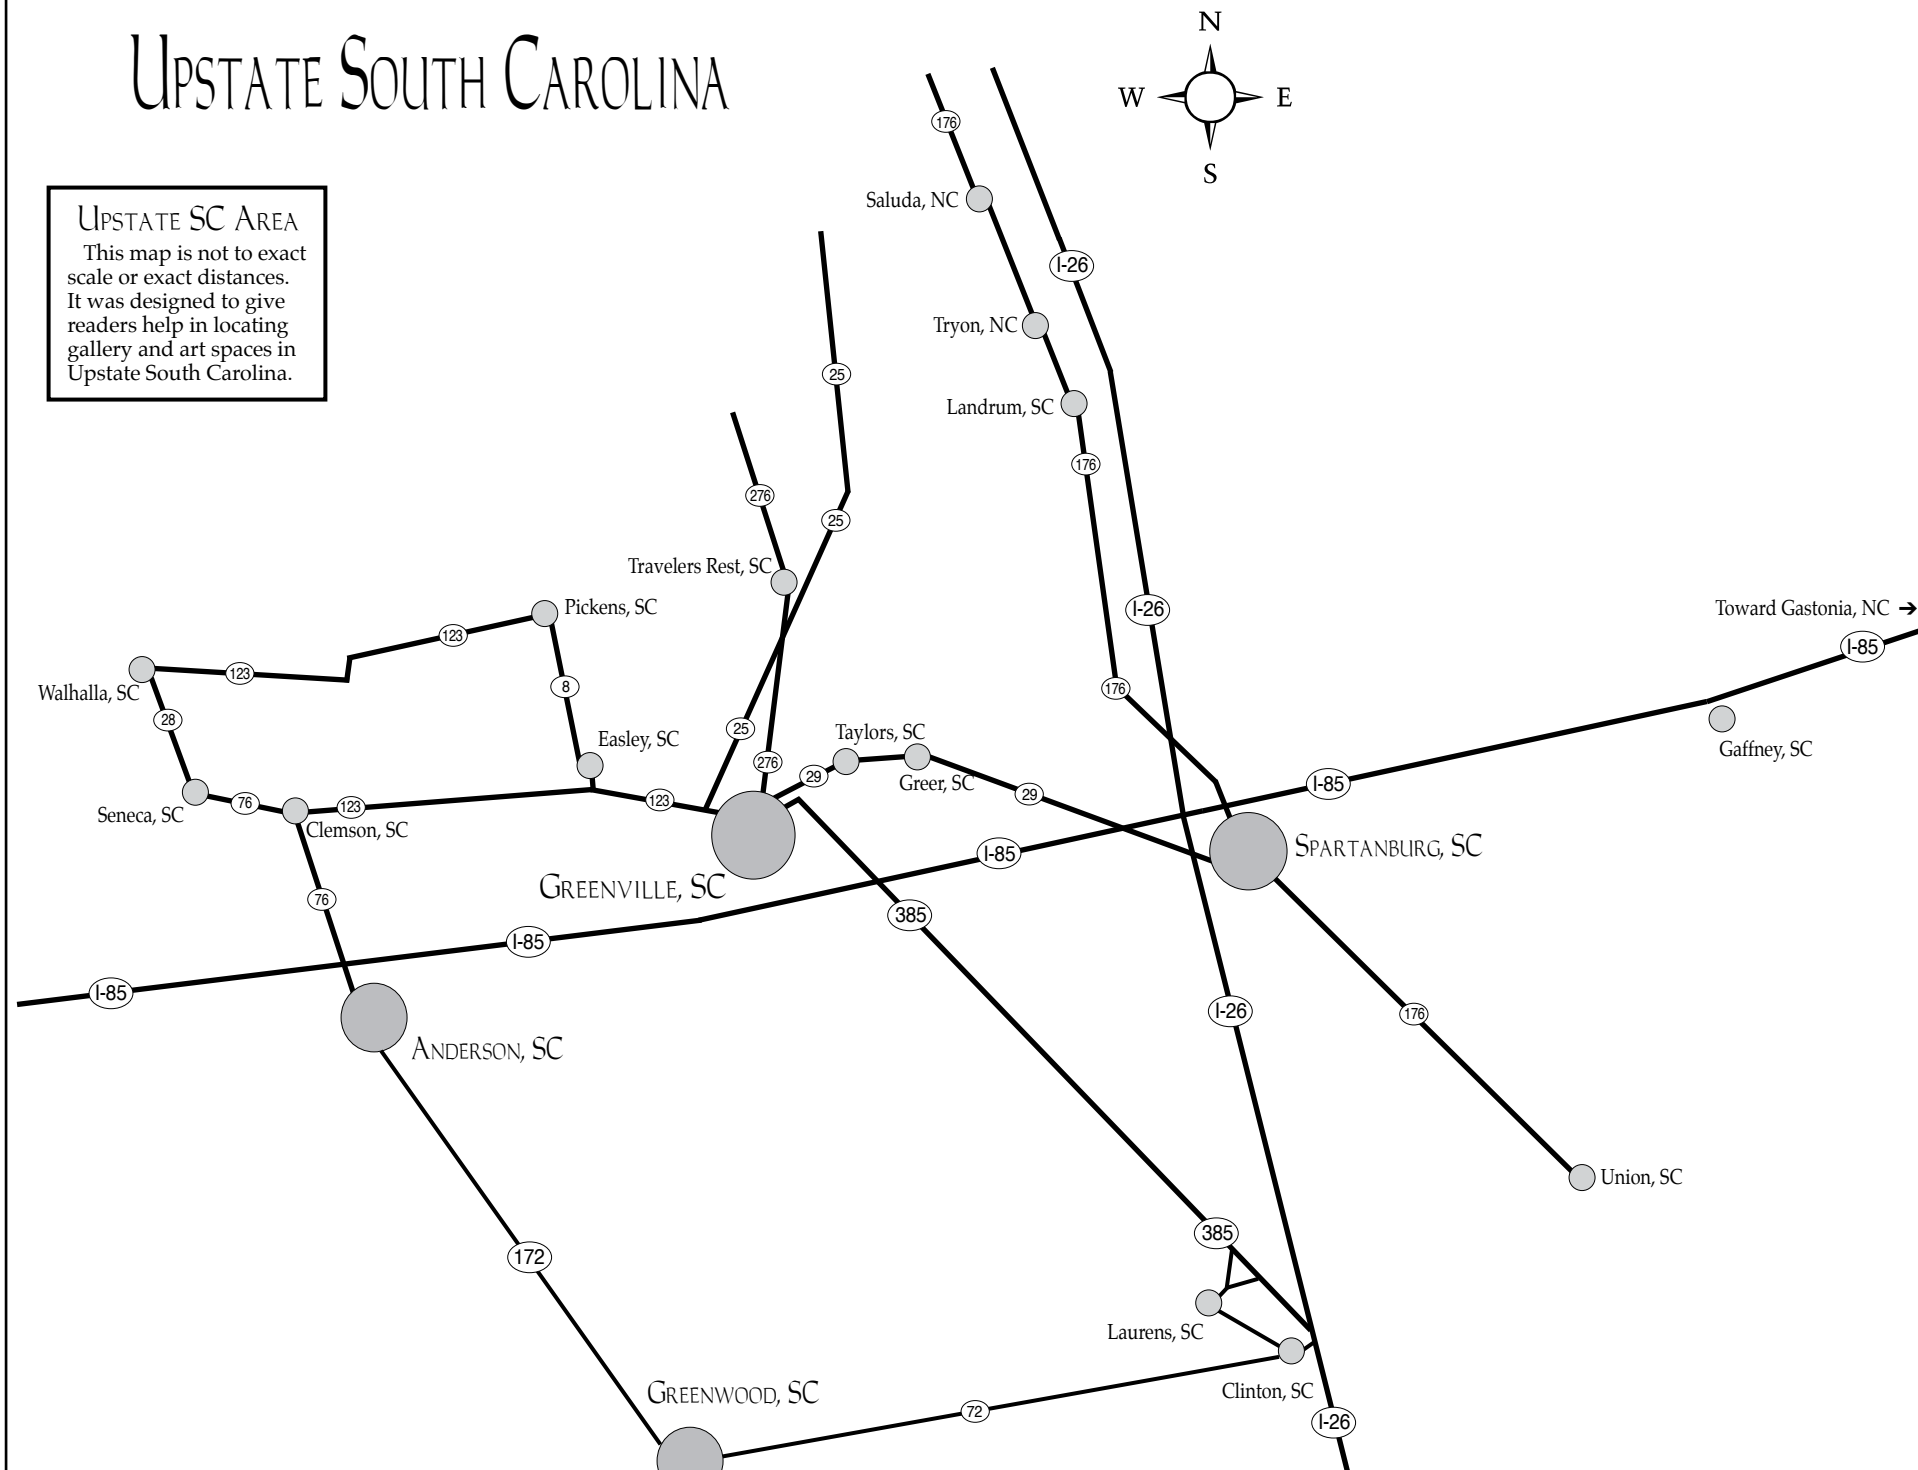 Upstate South Carolina
N
W E
S
Upstate SC Area
This map is not to exact
scale or exact distances.
It was designed to give
readers help in locating
gallery and art spaces in
Upstate South Carolina.
176
Saluda, NC
I-26
Tryon, NC
25
Landrum, SC
176
276
25
Travelers Rest, SC
Pickens, SC
I-26
Toward Gastonia, NC →
123
I-85
123
Walhalla, SC
8
176
28
25
Taylors, SC
Gaffney, SC
Easley, SC
276
29
Greer, SC
I-85
29
Seneca, SC
76
123
123
Clemson, SC
Spartanburg, SC
I-85
Greenville, SC
76
385
I-85
I-85
I-26
176
Anderson, SC
Union, SC
385
172
Laurens, SC
Greenwood, SC
Clinton, SC
72
I-26